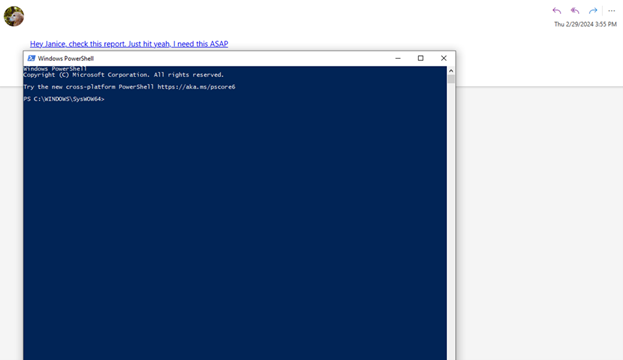 Thu 2/29/2024 3:55 PM
Hey Janice, check this report. Just hit yeah, I need this ASAP
Windows PowerShell
Windows PowerShell
Copyright (C) Microsoft Corporation. All rights reserved.
Try the new cross-platform PowerShell https://aka.ms/pscore6
PS C:\WINDOWS\SysWOW64>